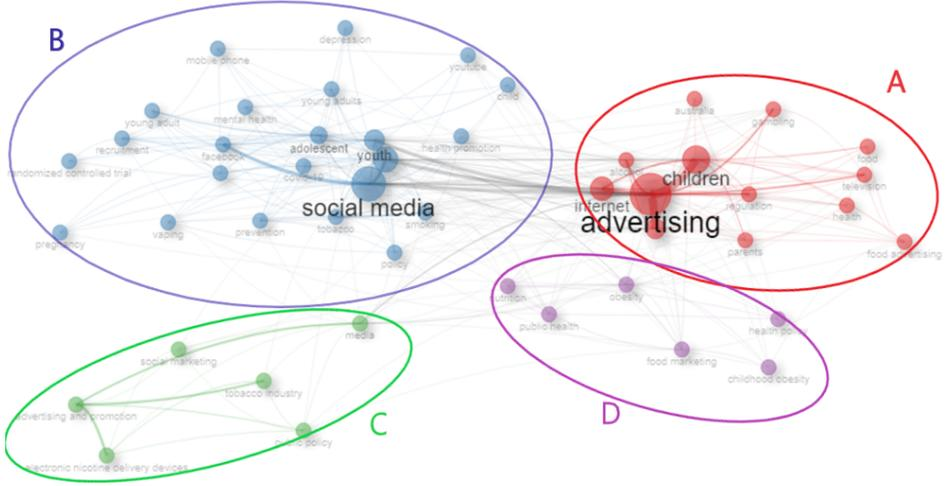 B
depression
mobile phone
youtube
A
child
young adults
australia
young adult
mental health
gambling
recruitment
adolescent
health promotion
facebook
youth
food
randomized controlled trial
covid-19
children
television
internet
regulation
social media
advertising
health
tobacco
smoking
vaping
prevention
pregnancy
parents
food advertising
policy
nutrition
obesity
public health
media
health
social marketing
food marketing
tobacco industry
childhood obesity
advertising and promotion
D
C
public policy
electronic nicotine delivery devices